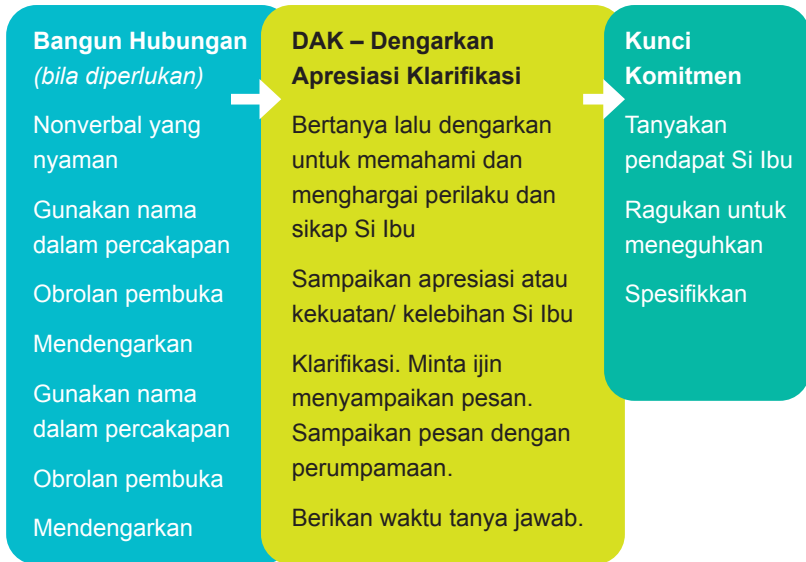 Bangun Hubungan
(bila diperlukan)
Nonverbal yang
nyaman
Gunakan nama
dalam percakapan
Obrolan pembuka
Mendengarkan
Gunakan nama
dalam percakapan
Obrolan pembuka
Mendengarkan
DAK – Dengarkan
Apresiasi Klarifikasi
Bertanya lalu dengarkan
untuk memahami dan
menghargai perilaku dan
sikap Si Ibu
Sampaikan apresiasi atau
kekuatan/ kelebihan Si Ibu
Klarifikasi. Minta ijin
menyampaikan pesan.
Sampaikan pesan dengan
perumpamaan.
Berikan waktu tanya jawab.
Kunci
Komitmen
Tanyakan
pendapat Si Ibu
Ragukan untuk
meneguhkan
Spesifikkan